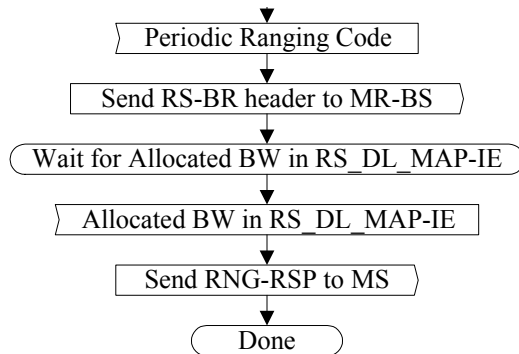 Periodic Ranging Code
Send RS-BR header to MR-BS
Wait for Allocated BW in RS_DL_MAP-IE
Allocated BW in RS_DL_MAP-IE
Send RNG-RSP to MS
Done